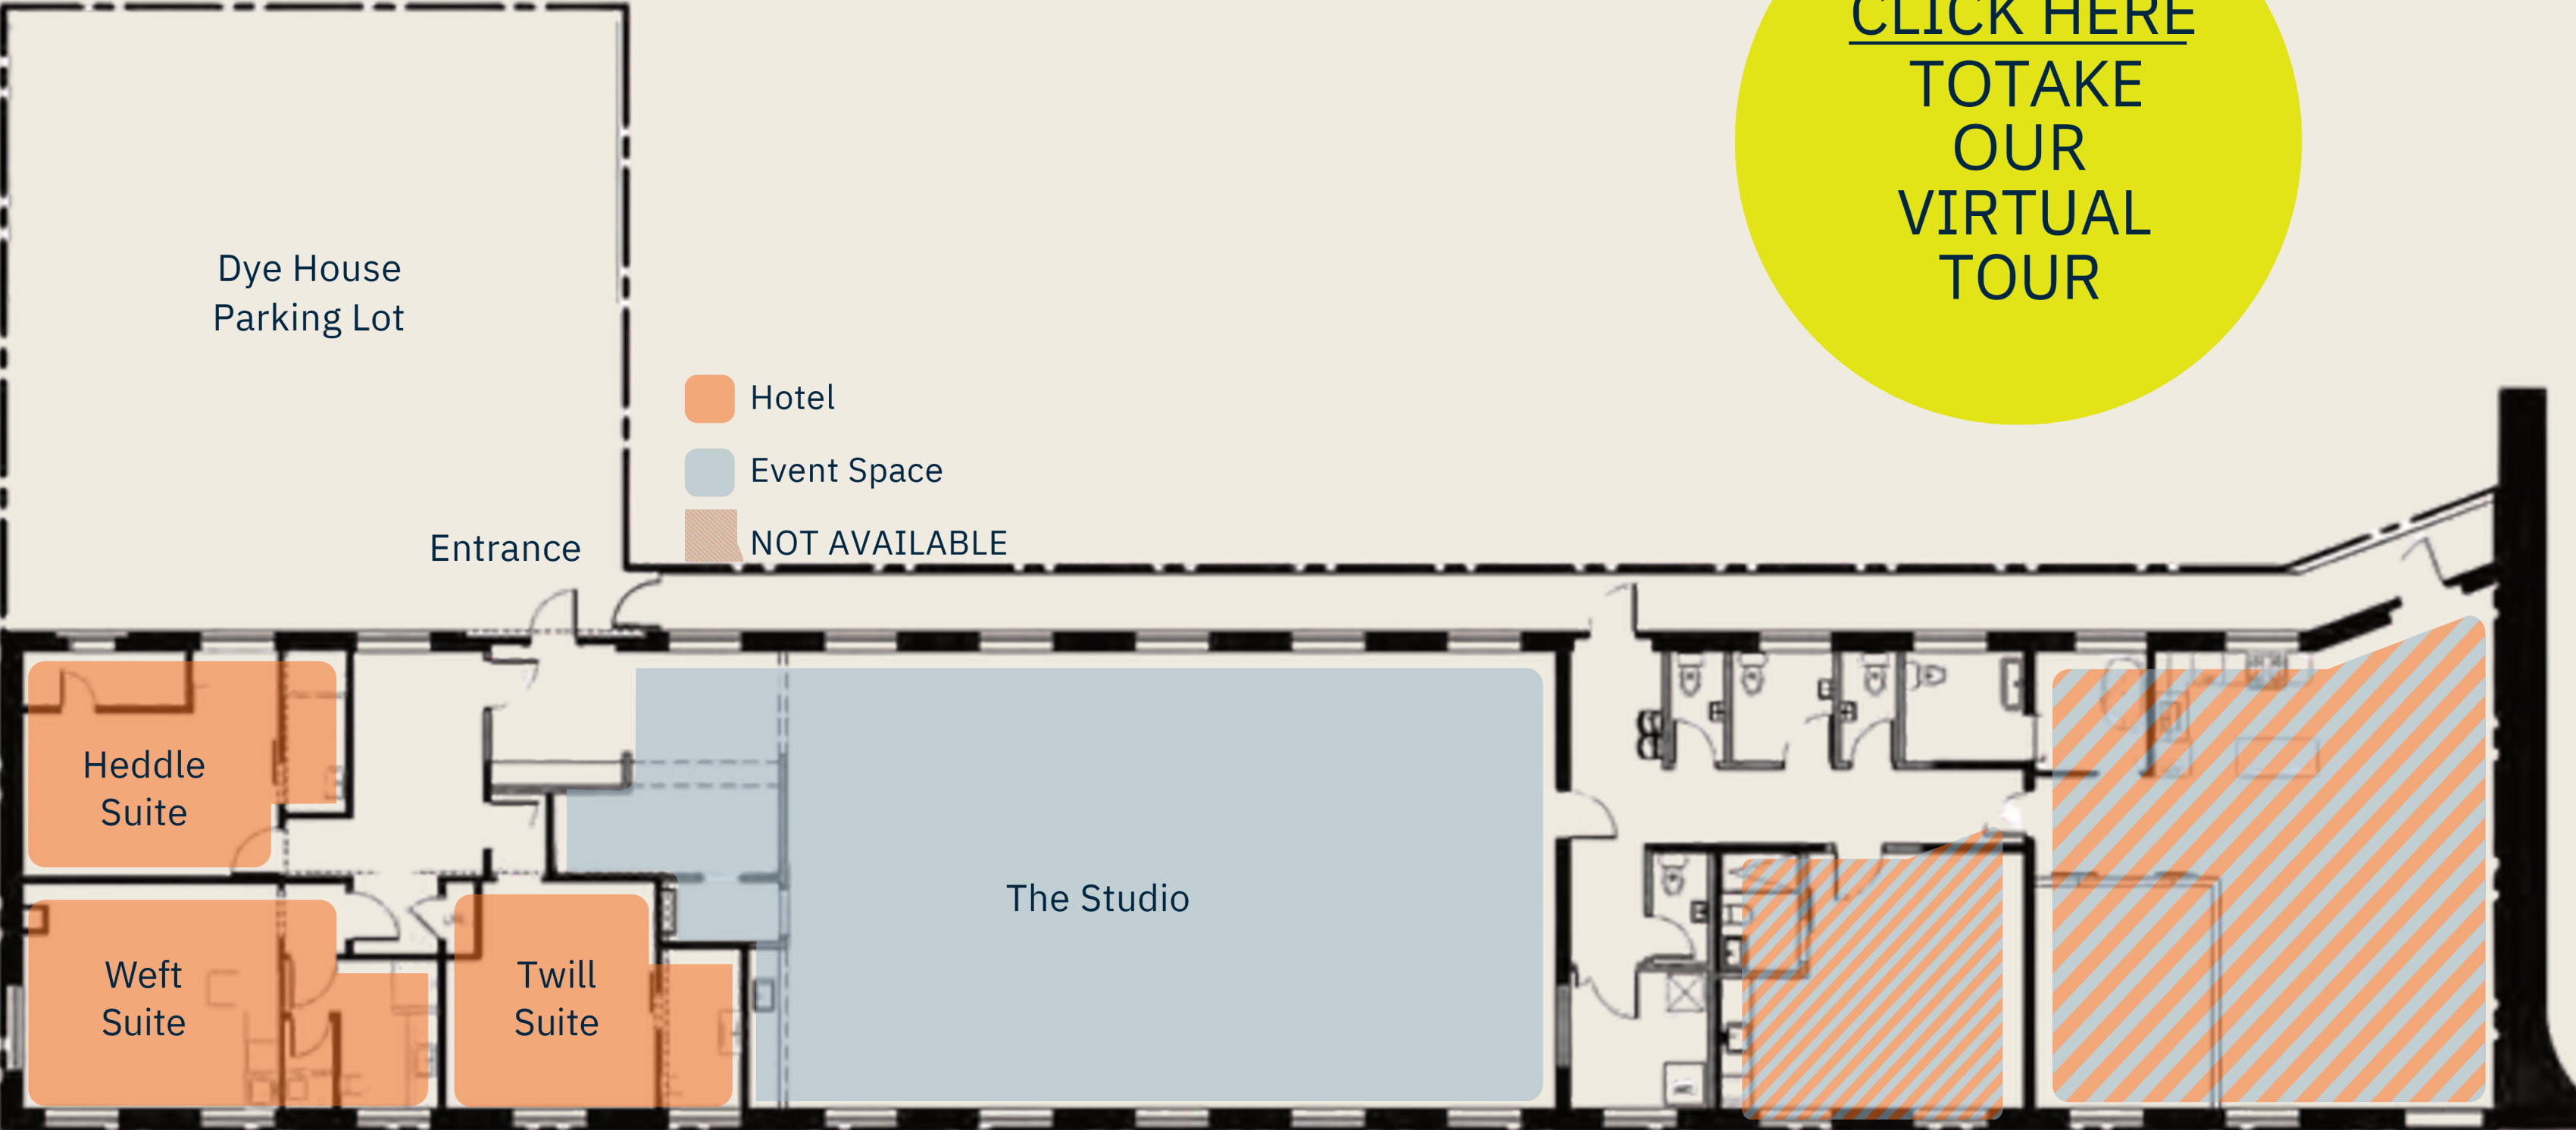 CLICK HERE
TOTAKE
OUR
VIRTUAL
TOUR
Dye House
Parking Lot
Hotel
Event Space
NOT AVAILABLE
Entrance
Heddle
Suite
Weft
Suite
Twill
Suite
The Studio